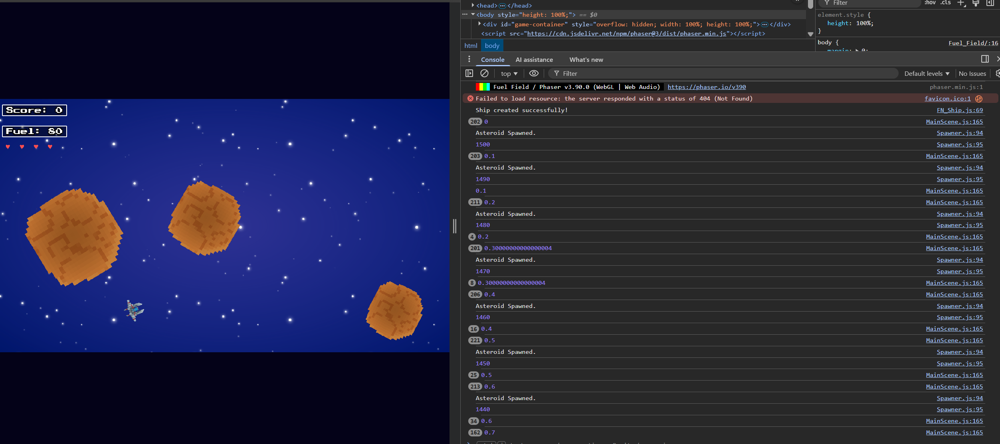 Score: 0
Fuel: 80
<head> ... </head>
... <body style="height: 100%;"> == $0
<div id="game-container" style="overflow: hidden; width: 100%; height: 100%;"> ... </div>
<script src="https://cdn.jsdelivr.net/npm/phaser@3/dist/phaser.min.js"></script>
html body
Filter :hov .cls
element.style {
height: 100%;
}
body { Fuel_Field/:16
margin: 0;
Console AI assistance What's new
top Filter Default levels No Issues
Fuel Field / Phaser v3.90.0 (WebGL | Web Audio) https://phaser.io/v390 phaser.min.js:1
Failed to load resource: the server responded with a status of 404 (Not Found) favicon.ico:1
Ship created successfully! FN_Ship.js:69
202 0 MainScene.js:165
Asteroid Spawned. Spawner.js:94
1500 Spawner.js:95
203 0.1 MainScene.js:165
Asteroid Spawned. Spawner.js:94
1490 Spawner.js:95
0.1 MainScene.js:165
211 0.2 MainScene.js:165
Asteroid Spawned. Spawner.js:94
1480 Spawner.js:95
4 0.2 MainScene.js:165
201 0.30000000000000004 MainScene.js:165
Asteroid Spawned. Spawner.js:94
1470 Spawner.js:95
8 0.30000000000000004 MainScene.js:165
206 0.4 MainScene.js:165
Asteroid Spawned. Spawner.js:94
1460 Spawner.js:95
16 0.4 MainScene.js:165
221 0.5 MainScene.js:165
Asteroid Spawned. Spawner.js:94
1450 Spawner.js:95
25 0.5 MainScene.js:165
213 0.6 MainScene.js:165
Asteroid Spawned. Spawner.js:94
1440 Spawner.js:95
34 0.6 MainScene.js:165
162 0.7 MainScene.js:165